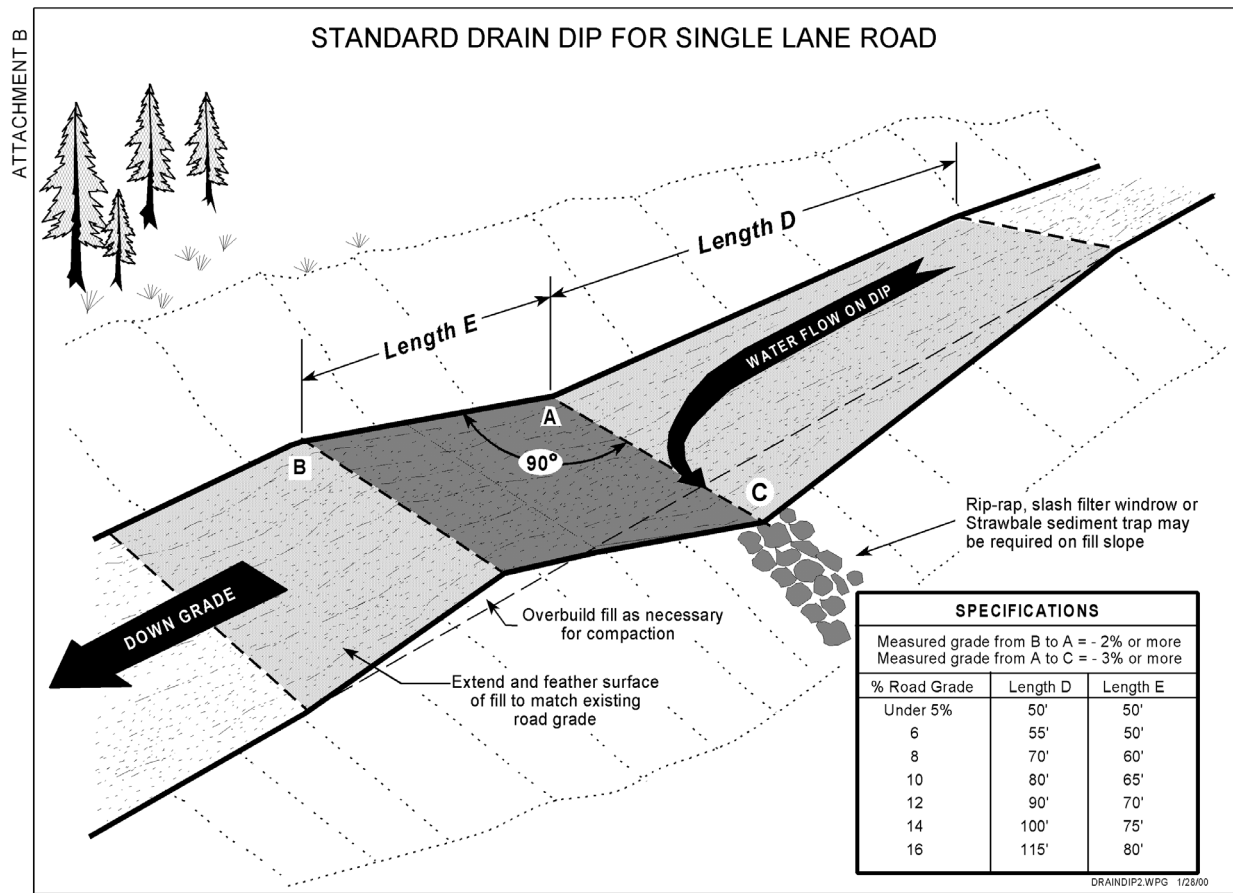 ATTACHMENT B
STANDARD DRAIN DIP FOR SINGLE LANE ROAD
Length D
Length E
WATER FLOW ON DIP
A
B
90°
C
Rip-rap, slash filter windrow or
Strawbale sediment trap may
be required on fill slope
DOWN GRADE
Overbuild fill as necessary
for compaction
Extend and feather surface
of fill to match existing
road grade
SPECIFICATIONS
Measured grade from B to A = - 2% or more
Measured grade from A to C = - 3% or more
% Road Grade Length D Length E
Under 5% 50' 50'
6 55' 50'
8 70' 60'
10 80' 65'
12 90' 70'
14 100' 75'
16 115' 80'
DRAINDIP2.WPG 1/28/00